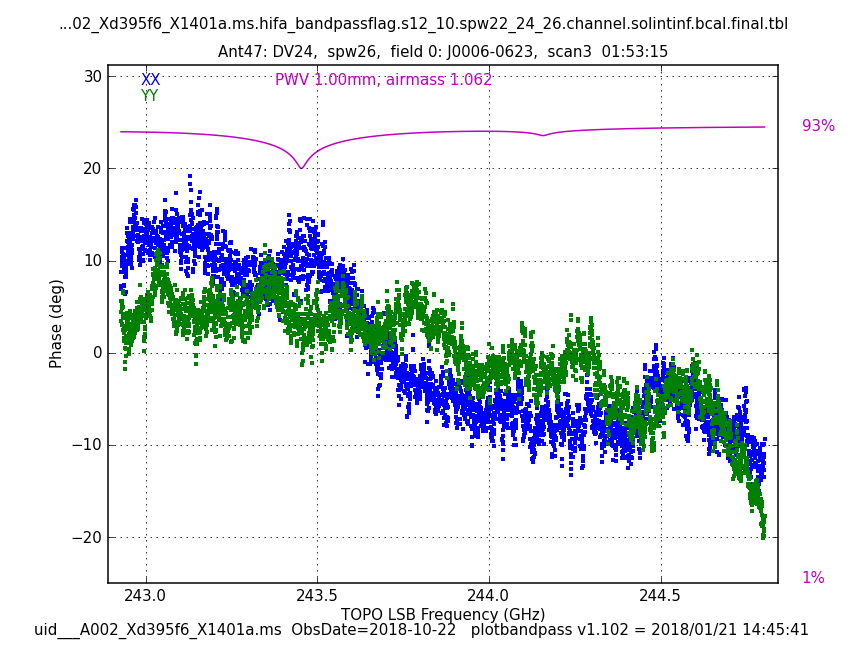 ...02_Xd395f6_X1401a.ms.hifa_bandpassflag.s12_10.spw22_24_26.channel.solintinf.bcal.final.tbl
Ant47: DV24,  spw26,  field 0: J0006-0623,  scan3  01:53:15
XX
YY
PWV 1.00mm, airmass 1.062
93%
1%
30
20
10
0
−10
−20
Phase (deg)
243.0
243.5
244.0
244.5
TOPO LSB Frequency (GHz)
uid___A002_Xd395f6_X1401a.ms  ObsDate=2018-10-22   plotbandpass v1.102 = 2018/01/21 14:45:41